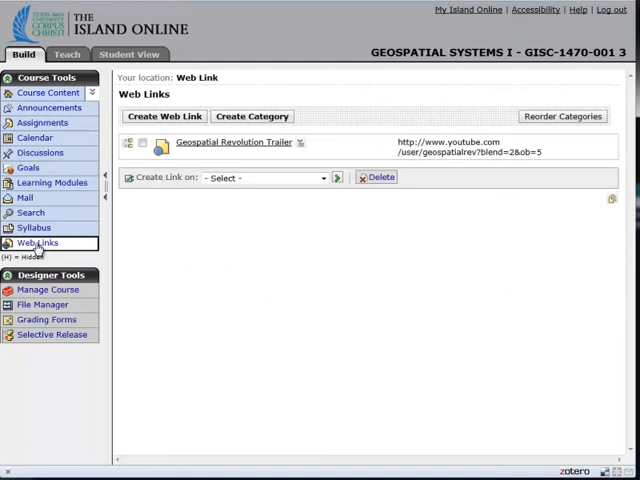 My Island Online | Accessibility | Help | Log out
TEXAS A&M
UNIVERSITY
CORPUS
CHRISTI
THE
ISLAND ONLINE
Build
Teach
Student View
GEOSPATIAL SYSTEMS I - GISC-1470-001 3
Course Tools
Course Content
Announcements
Assignments
Calendar
Discussions
Goals
Learning Modules
Mail
Search
Syllabus
Web Links
(H) = Hidden
Designer Tools
Manage Course
File Manager
Grading Forms
Selective Release
Your location: Web Link
Web Links
Create Web Link
Create Category
Reorder Categories
Geospatial Revolution Trailer
http://www.youtube.com
/user/geospatialrev?blend=2&ob=5
Create Link on: - Select -
Delete
zotero